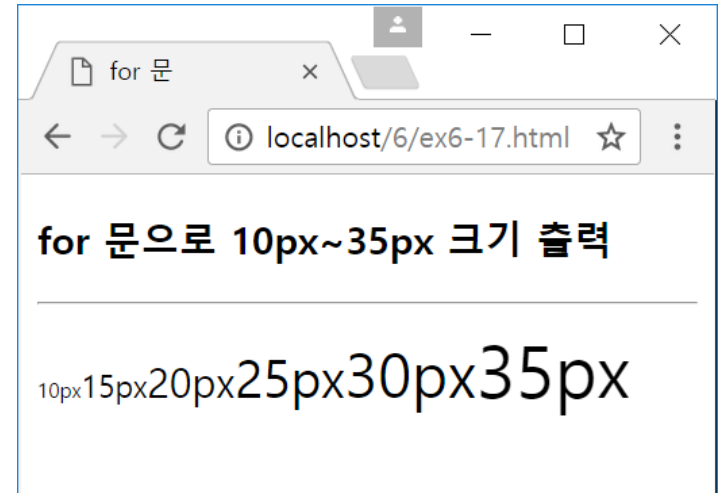 for 문
localhost/6/ex6-17.html
for 문으로 10px~35px 크기 출력
10px15px20px25px30px35px